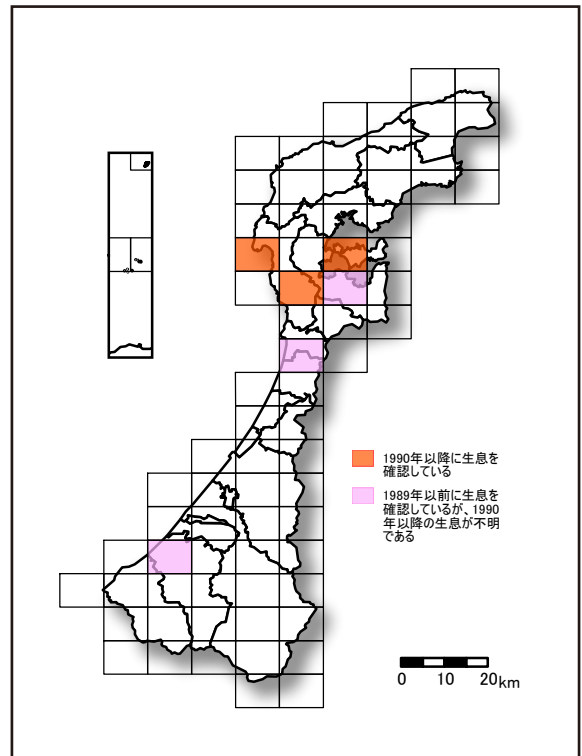 1990年以降に生息を
確認している
1989年以前に生息を
確認しているが、1990
年以降の生息が不明
である
0 10 20km